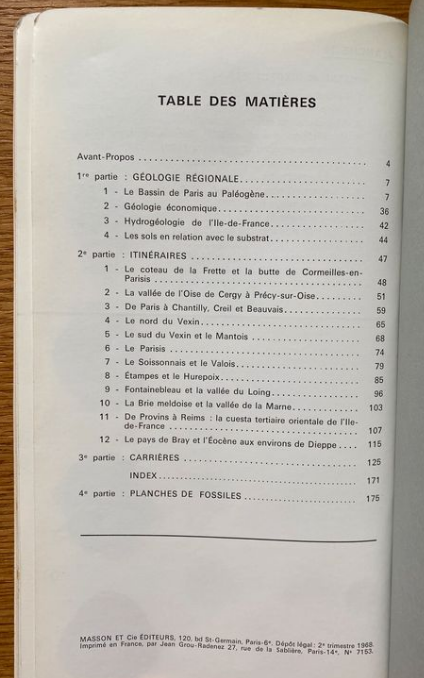 TABLE DES MATIÈRES
Avant-Propos 4
1re partie : GÉOLOGIE RÉGIONALE 7
1 - Le Bassin de Paris au Paléogène 7
2 - Géologie économique 36
3 - Hydrogéologie de l'Ile-de-France 42
4 - Les sols en relation avec le substrat 44
2e partie : ITINÉRAIRES 47
1 - Le coteau de la Frette et la butte de Cormeilles-en-
Parisis 48
2 - La vallée de l'Oise de Cergy à Précy-sur-Oise 51
3 - De Paris à Chantilly, Creil et Beauvais 59
4 - Le nord du Vexin 65
5 - Le sud du Vexin et le Mantois 68
6 - Le Parisis 74
7 - Le Soissonnais et le Valois 79
8 - Étampes et le Hurepoix 85
9 - Fontainebleau et la vallée du Loing 96
10 - La Brie meldoise et la vallée de la Marne 103
11 - De Provins à Reims : la cuesta tertiaire orientale de l'Ile-
de-France 107
12 - Le pays de Bray et l'Éocène aux environs de Dieppe 115
3e partie : CARRIÈRES 125
INDEX 171
4e partie : PLANCHES DE FOSSILES 175
MASSON ET Cie ÉDITEURS, 120, bd St-Germain, Paris-6e. Dépôt légal : 2e trimestre 1968.
Imprimé en France, par Jean Grou-Radenez 27, rue de la Sablière, Paris-14e, N° 7153.